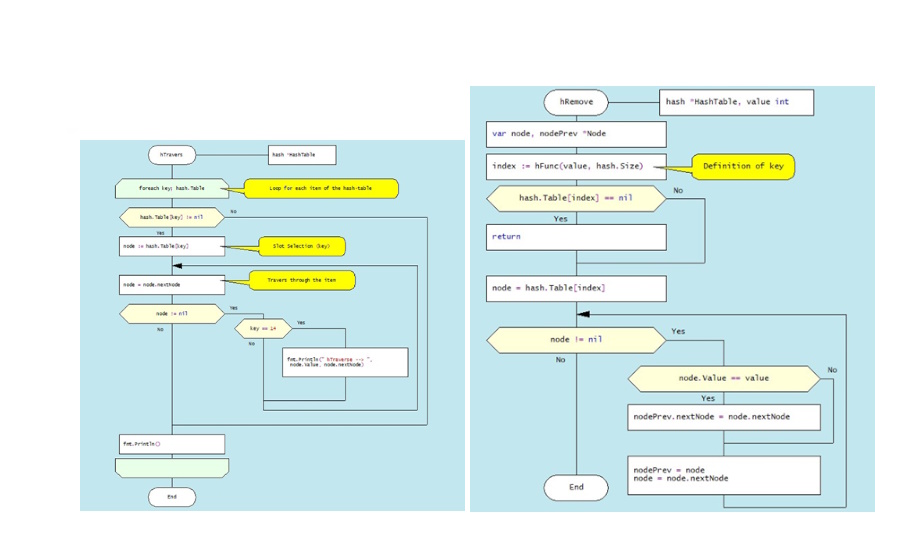 hTravers
hash *HashTable
foreach key; hash.Table
Loop for each item of the hash-table
hash.Table[key] != nil
No
Yes
node := hash.Table[key]
Slot Selection (key)
node = node.nextNode
Travers through the item
node != nil
Yes
No
key == 14
Yes
No
fmt.Println(" hTraverse --> ",
node.Value, node.nextNode)
fmt.Println()
End
hRemove
hash *HashTable, value int
var node, nodePrev *Node
index := hFunc(value, hash.Size)
Definition of key
hash.Table[index] == nil
No
Yes
return
node = hash.Table[index]
node != nil
Yes
No
node.Value == value
No
Yes
nodePrev.nextNode = node.nextNode
nodePrev = node
node = node.nextNode
End